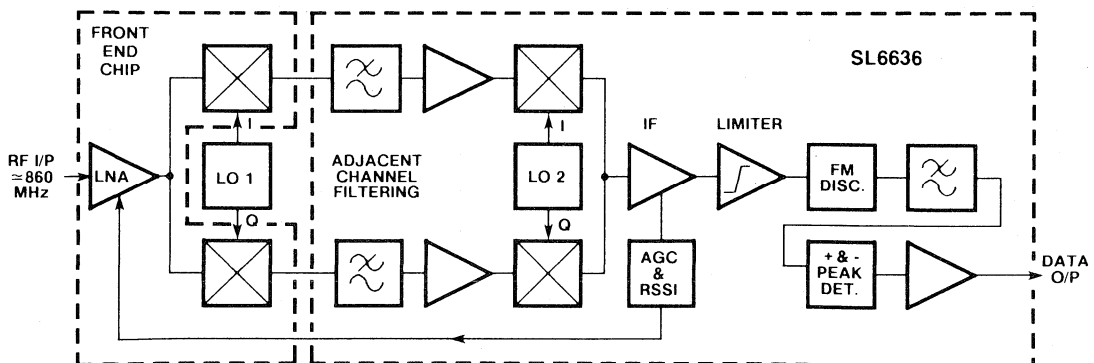 FRONT
END
CHIP
SL6636
RF I/P
≃860
MHz
LNA
I
LO 1
Q
ADJACENT
CHANNEL
FILTERING
I
LO 2
Q
IF
LIMITER
FM
DISC.
AGC
&
RSSI
+ & -
PEAK
DET.
DATA
O/P